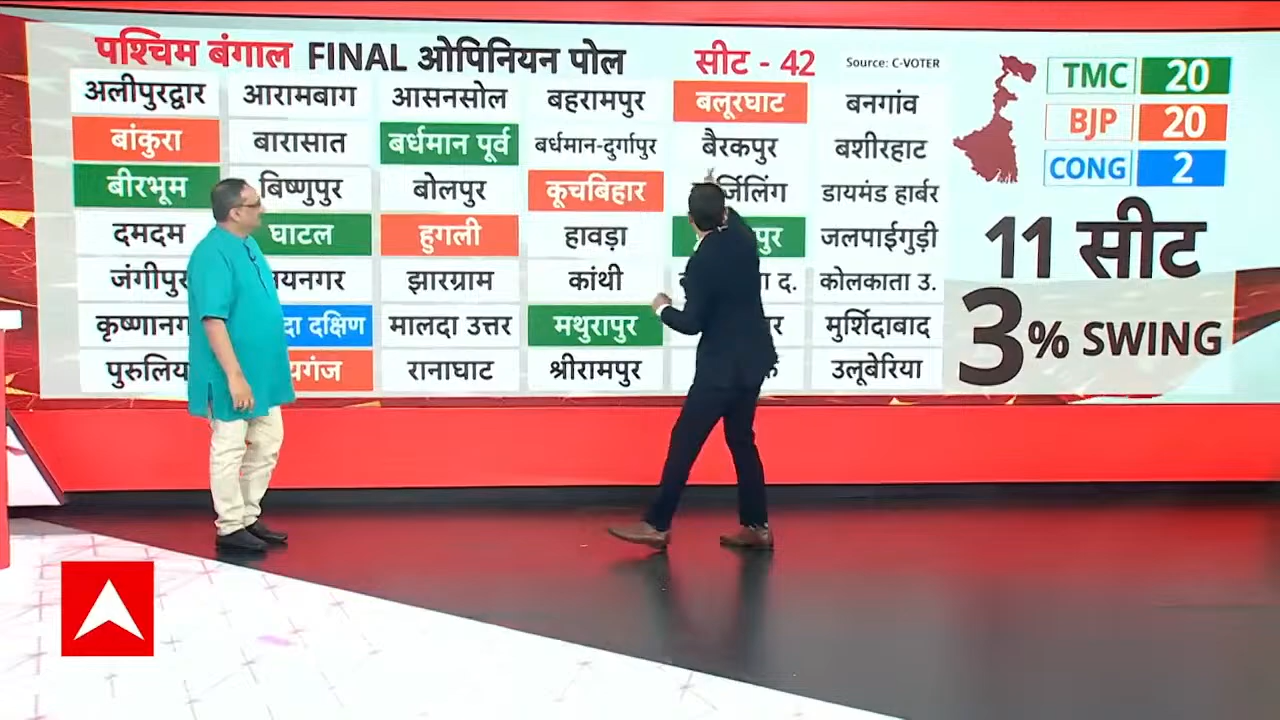 पश्चिम बंगाल FINAL ओपिनियन पोल सीट - 42 Source: C-VOTER
अलीपुरद्वार आरामबाग आसनसोल बहरामपुर बलूरघाट बनगांव
बांकुरा बारासात बर्धमान पूर्व बर्धमान-दुर्गापुर बैरकपुर बशीरहाट
बीरभूम बिष्णुपुर बोलपुर कूचबिहार डायमंड हार्बर
दमदम घाटल हुगली हावड़ा जलपाईगुड़ी
झारग्राम कांथी कोलकाता उ.
दक्षिण मालदा उत्तर मथुरापुर मुर्शिदाबाद
रानाघाट श्रीरामपुर उलूबेरिया
TMC 20
BJP 20
CONG 2
11 सीट
3% SWING